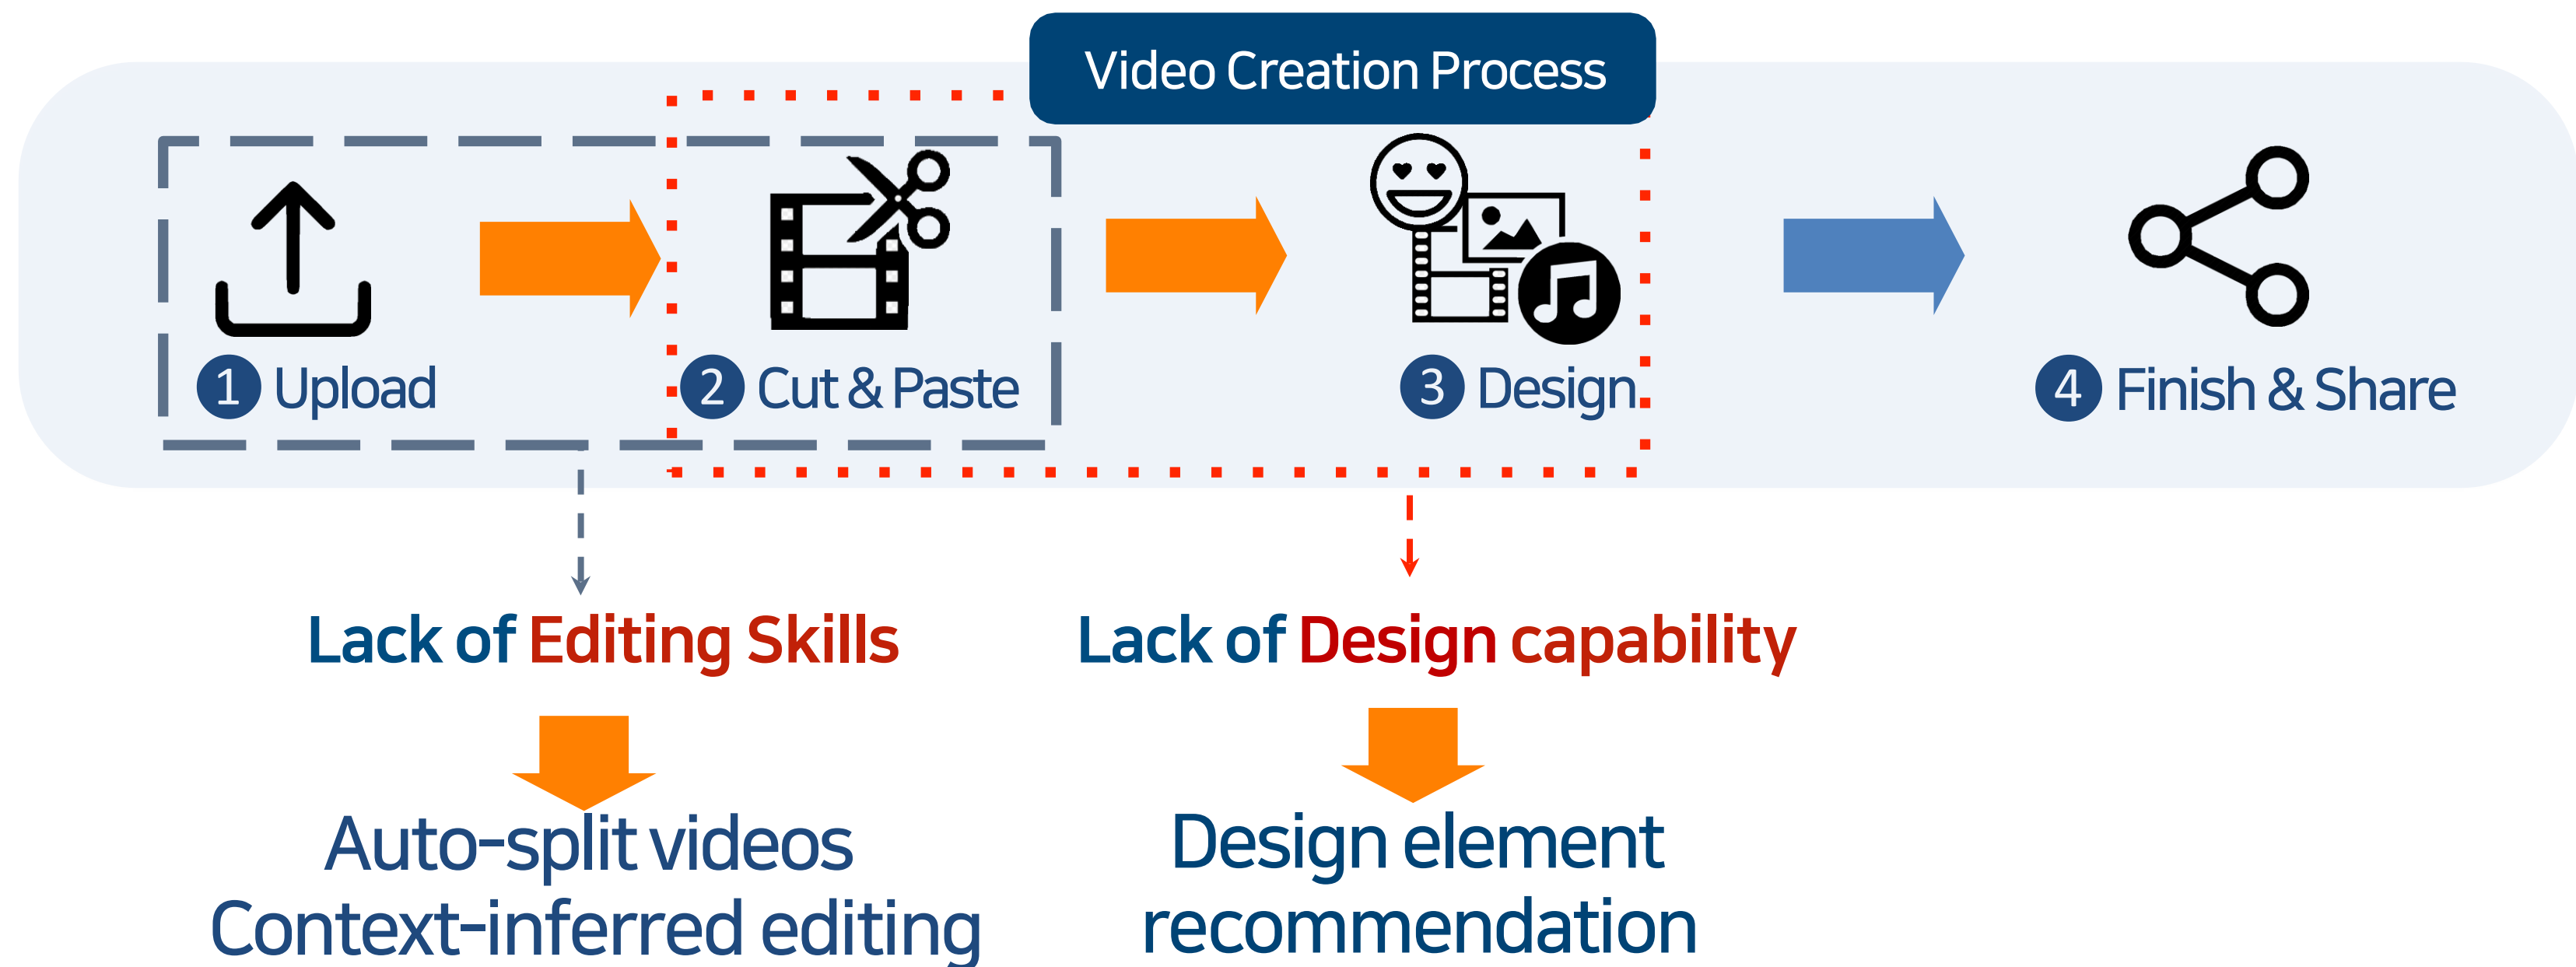 Video Creation Process
1 Upload
2 Cut & Paste
3 Design
4 Finish & Share
Lack of Editing Skills
Lack of Design capability
Auto-split videos
Context-inferred editing
Design element
recommendation